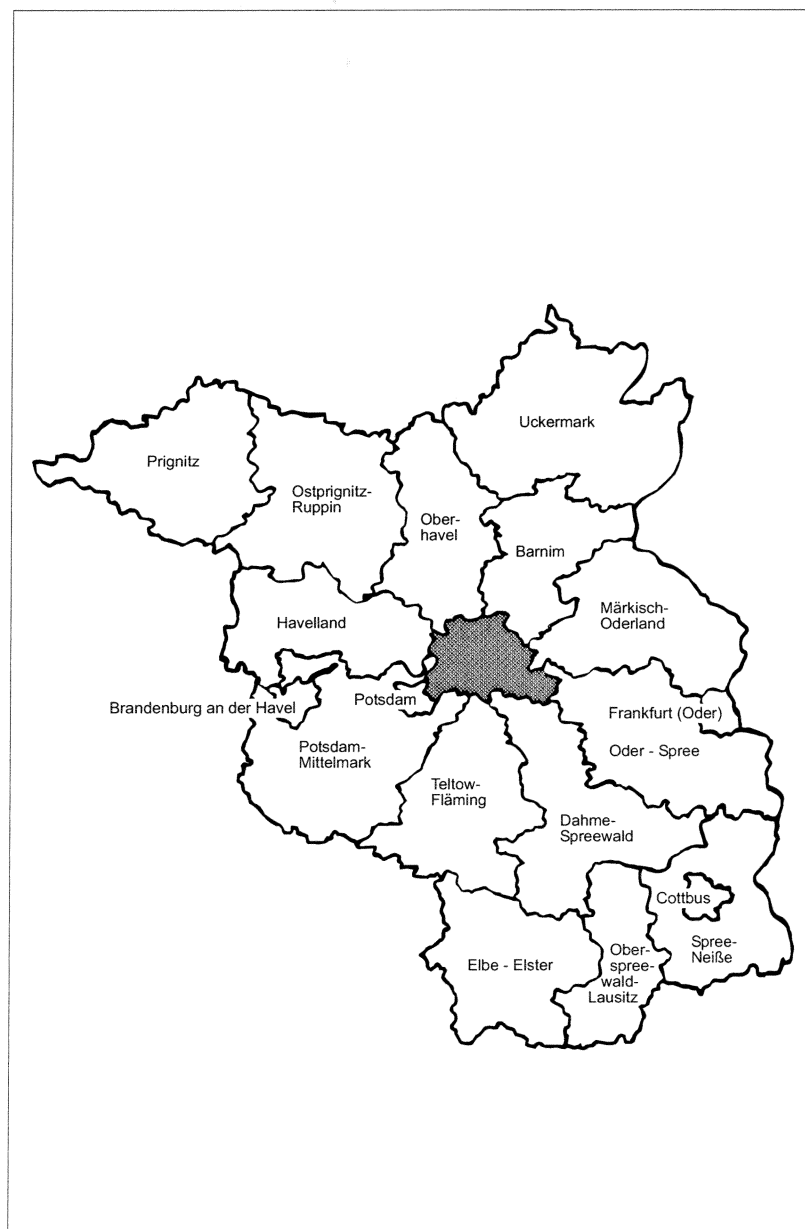 Uckermark
Prignitz
Ostprignitz-
Ruppin
Ober-
havel
Barnim
Märkisch-
Oderland
Havelland
Potsdam
Brandenburg an der Havel
Frankfurt (Oder)
Potsdam-
Mittelmark
Oder - Spree
Teltow-
Fläming
Dahme-
Spreewald
Cottbus
Spree-
Neiße
Elbe - Elster
Ober-
spree-
wald-
Lausitz